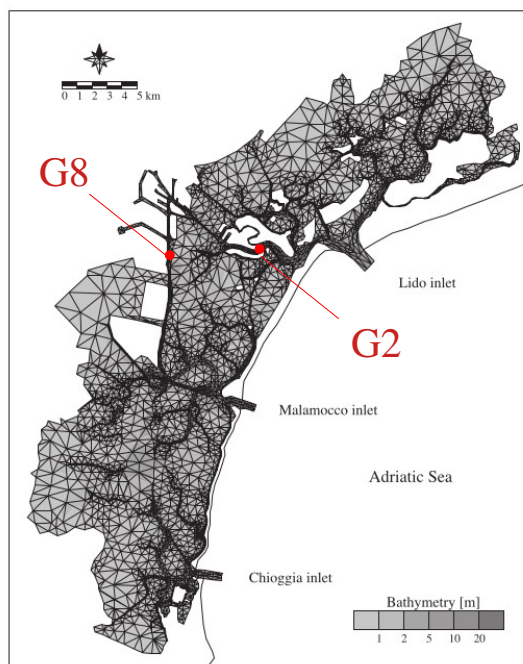 0 1 2 3 4 5 km
G8
Lido inlet
G2
Malamocco inlet
Adriatic Sea
Chioggia inlet
Bathymetry [m]
1 2 5 10 20